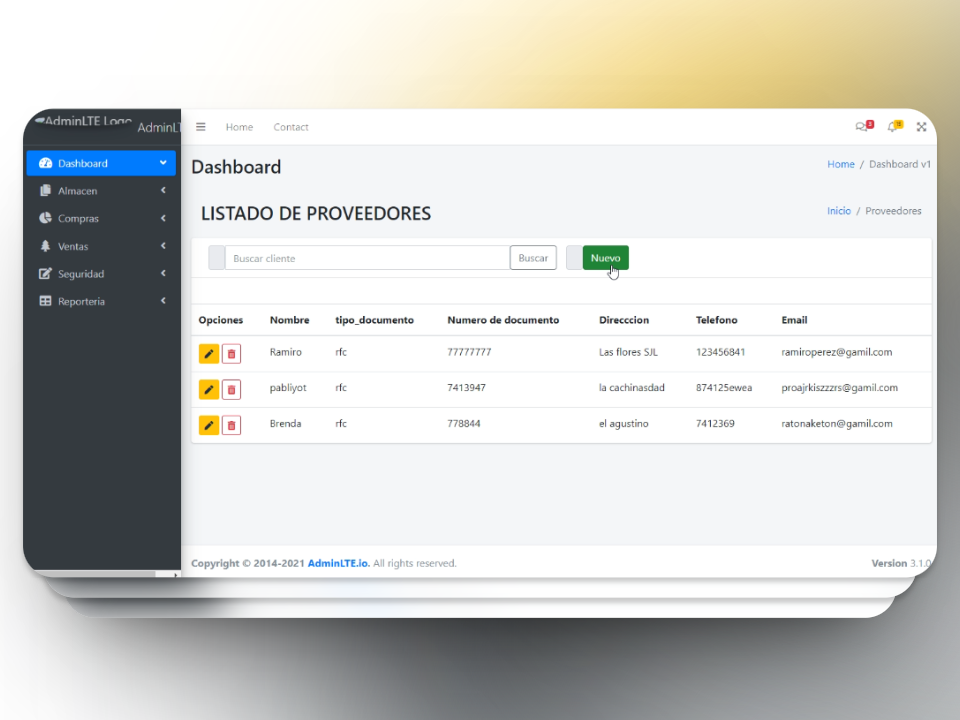 AdminLTE Logo AdminL
Home Contact
3
15
Dashboard
Almacen
Compras
Ventas
Seguridad
Reporteria
Dashboard
Home / Dashboard v1
LISTADO DE PROVEEDORES
Inicio / Proveedores
Buscar cliente Buscar Nuevo
Opciones Nombre tipo_documento Numero de documento Direcccion Telefono Email
Ramiro rfc 77777777 Las flores SJL 123456841 ramiroperez@gamil.com
pabliyot rfc 7413947 la cachinasdad 874125ewea proajrkiszzzrs@gamil.com
Brenda rfc 778844 el agustino 7412369 ratonaketon@gamil.com
Copyright © 2014-2021 AdminLTE.io. All rights reserved.
Version 3.1.0